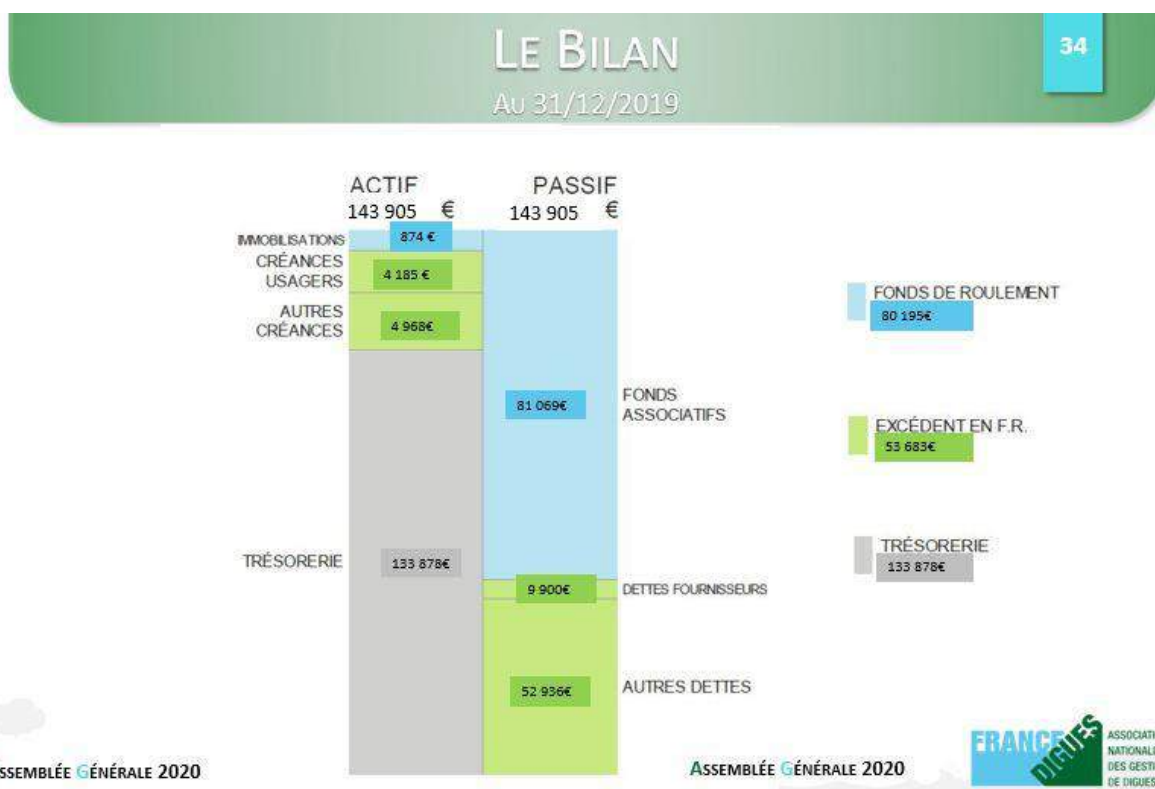 LE BILAN
AU 31/12/2019
34
ACTIF
143 905 €
PASSIF
143 905 €
IMMOBILISATIONS
874 €
CRÉANCES
USAGERS
4 185 €
AUTRES
CRÉANCES
4 968€
TRÉSORERIE
133 878€
81 069€
FONDS
ASSOCIATIFS
9 900€
DETTES FOURNISSEURS
52 936€
AUTRES DETTES
FONDS DE ROULEMENT
80 195€
EXCÉDENT EN F.R.
53 683€
TRÉSORERIE
133 878€
SSEMBLÉE GÉNÉRALE 2020
ASSEMBLÉE GÉNÉRALE 2020
FRANCE
DIGUES
ASSOCIATI
NATIONAL
DES GESTI
DE DIGUES